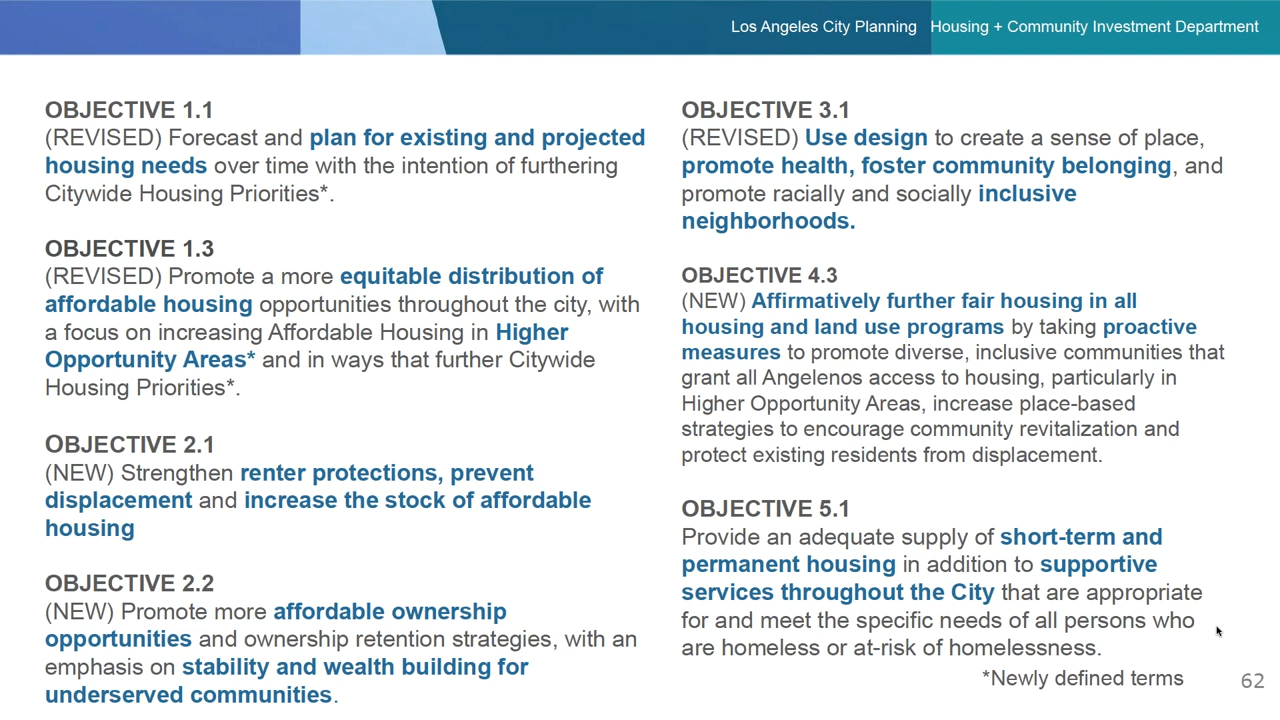 Los Angeles City Planning Housing + Community Investment Department
OBJECTIVE 1.1
(REVISED) Forecast and plan for existing and projected
housing needs over time with the intention of furthering
Citywide Housing Priorities*.
OBJECTIVE 1.3
(REVISED) Promote a more equitable distribution of
affordable housing opportunities throughout the city, with
a focus on increasing Affordable Housing in Higher
Opportunity Areas* and in ways that further Citywide
Housing Priorities*.
OBJECTIVE 2.1
(NEW) Strengthen renter protections, prevent
displacement and increase the stock of affordable
housing
OBJECTIVE 2.2
(NEW) Promote more affordable ownership
opportunities and ownership retention strategies, with an
emphasis on stability and wealth building for
underserved communities.
OBJECTIVE 3.1
(REVISED) Use design to create a sense of place,
promote health, foster community belonging, and
promote racially and socially inclusive
neighborhoods.
OBJECTIVE 4.3
(NEW) Affirmatively further fair housing in all
housing and land use programs by taking proactive
measures to promote diverse, inclusive communities that
grant all Angelenos access to housing, particularly in
Higher Opportunity Areas, increase place-based
strategies to encourage community revitalization and
protect existing residents from displacement.
OBJECTIVE 5.1
Provide an adequate supply of short-term and
permanent housing in addition to supportive
services throughout the City that are appropriate
for and meet the specific needs of all persons who
are homeless or at-risk of homelessness.
*Newly defined terms
62